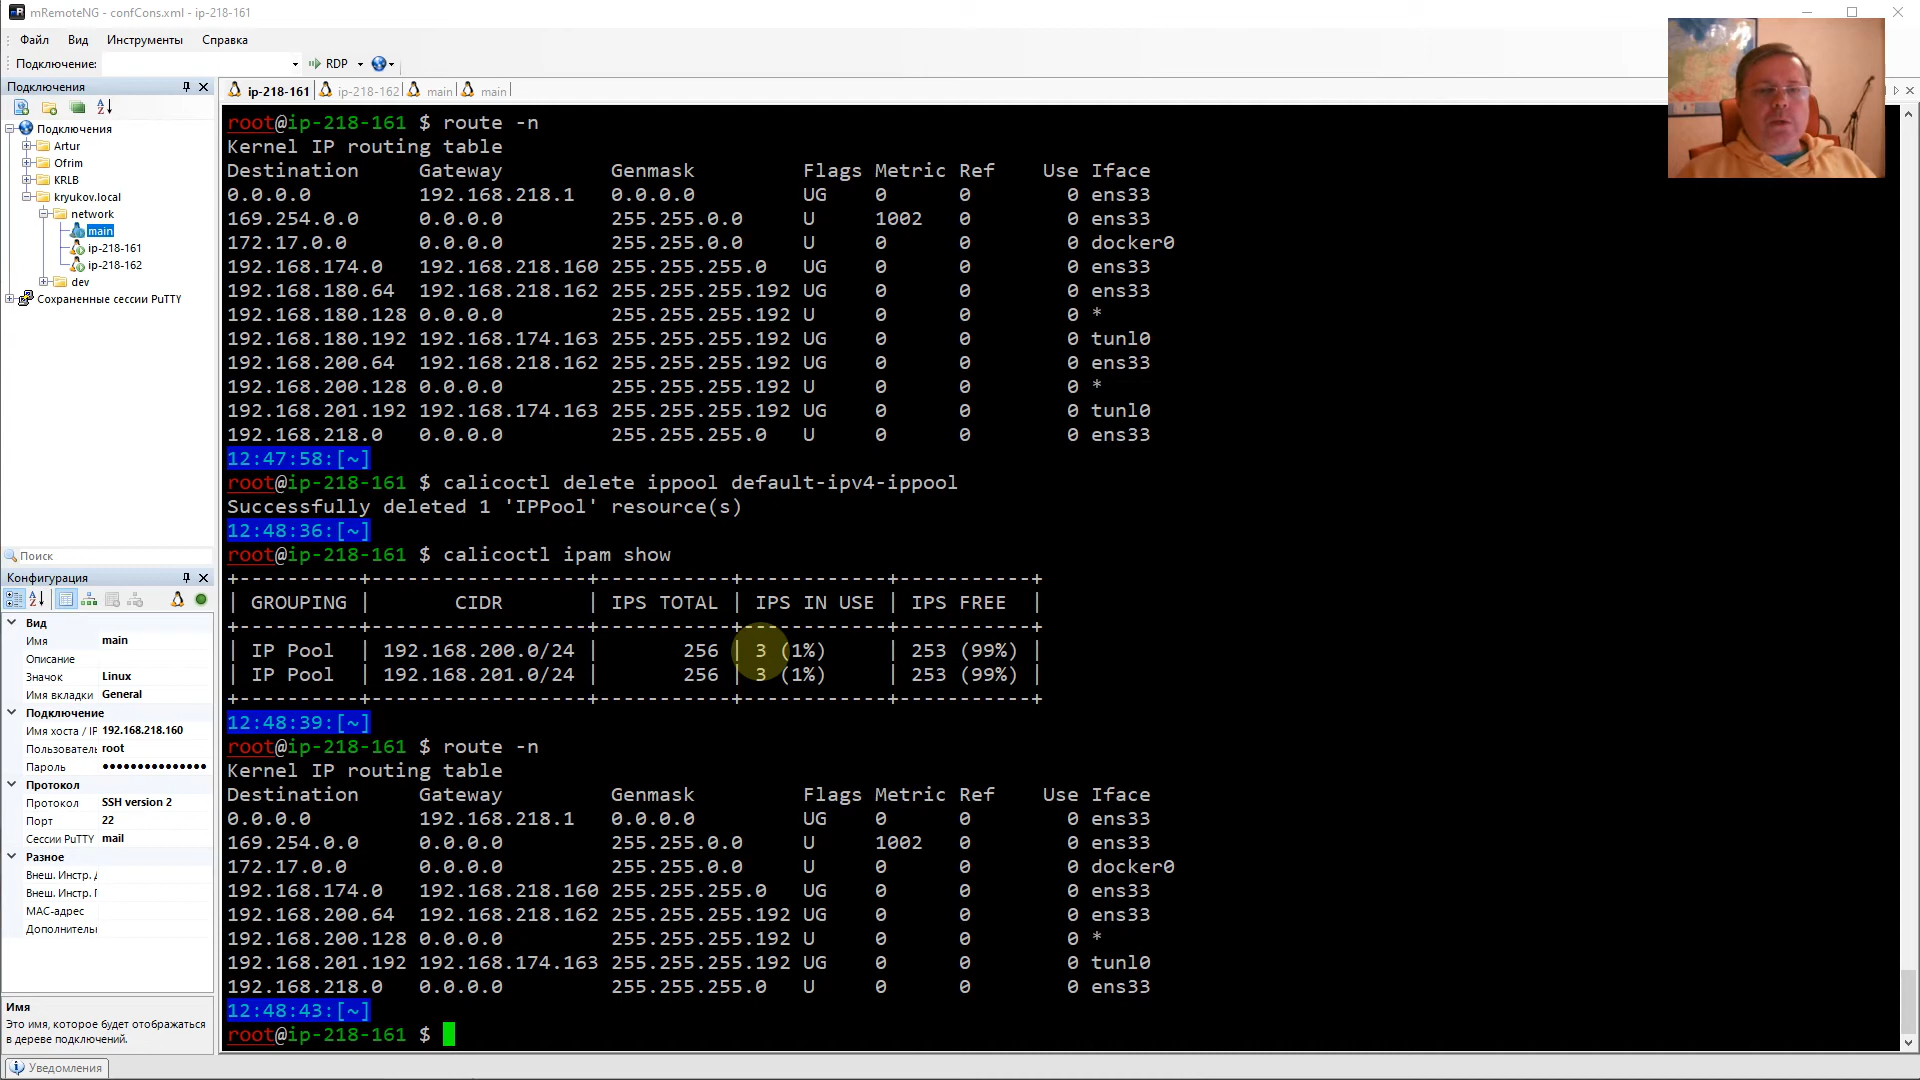 mRemoteNG - confCons.xml - ip-218-161
Файл Вид Инструменты Справка
Подключение: RDP
Подключения
Подключения
Artur
Ofrim
KRLB
kryukov.local
network
main
ip-218-161
ip-218-162
dev
Сохраненные сессии PuTTY
Поиск
Конфигурация
Вид
Имя main
Описание
Значок Linux
Имя вкладки General
Подключение
Имя хоста / IP 192.168.218.160
Пользователь root
Пароль ●●●●●●●●●●●●●●●
Протокол
Протокол SSH version 2
Порт 22
Сессии PuTTY mail
Разное
Внеш. Инстр. Д
Внеш. Инстр. П
MAC-адрес
Дополнитель
Имя
Это имя, которое будет отображаться
в дереве подключений.
Уведомления
ip-218-161 ip-218-162 main main
root@ip-218-161 $ route -n
Kernel IP routing table
Destination Gateway Genmask Flags Metric Ref Use Iface
0.0.0.0 192.168.218.1 0.0.0.0 UG 0 0 0 ens33
169.254.0.0 0.0.0.0 255.255.0.0 U 1002 0 0 ens33
172.17.0.0 0.0.0.0 255.255.0.0 U 0 0 0 docker0
192.168.174.0 192.168.218.160 255.255.255.0 UG 0 0 0 ens33
192.168.180.64 192.168.218.162 255.255.255.192 UG 0 0 0 ens33
192.168.180.128 0.0.0.0 255.255.255.192 U 0 0 0 *
192.168.180.192 192.168.174.163 255.255.255.192 UG 0 0 0 tunl0
192.168.200.64 192.168.218.162 255.255.255.192 UG 0 0 0 ens33
192.168.200.128 0.0.0.0 255.255.255.192 U 0 0 0 *
192.168.201.192 192.168.174.163 255.255.255.192 UG 0 0 0 tunl0
192.168.218.0 0.0.0.0 255.255.255.0 U 0 0 0 ens33
12:47:58:[~]
root@ip-218-161 $ calicoctl delete ippool default-ipv4-ippool
Successfully deleted 1 'IPPool' resource(s)
12:48:36:[~]
root@ip-218-161 $ calicoctl ipam show
+----------+------------------+-----------+------------+-----------+
| GROUPING | CIDR | IPS TOTAL | IPS IN USE | IPS FREE |
+----------+------------------+-----------+------------+-----------+
| IP Pool | 192.168.200.0/24 | 256 | 3 (1%) | 253 (99%) |
| IP Pool | 192.168.201.0/24 | 256 | 3 (1%) | 253 (99%) |
+----------+------------------+-----------+------------+-----------+
12:48:39:[~]
root@ip-218-161 $ route -n
Kernel IP routing table
Destination Gateway Genmask Flags Metric Ref Use Iface
0.0.0.0 192.168.218.1 0.0.0.0 UG 0 0 0 ens33
169.254.0.0 0.0.0.0 255.255.0.0 U 1002 0 0 ens33
172.17.0.0 0.0.0.0 255.255.0.0 U 0 0 0 docker0
192.168.174.0 192.168.218.160 255.255.255.0 UG 0 0 0 ens33
192.168.200.64 192.168.218.162 255.255.255.192 UG 0 0 0 ens33
192.168.200.128 0.0.0.0 255.255.255.192 U 0 0 0 *
192.168.201.192 192.168.174.163 255.255.255.192 UG 0 0 0 tunl0
192.168.218.0 0.0.0.0 255.255.255.0 U 0 0 0 ens33
12:48:43:[~]
root@ip-218-161 $